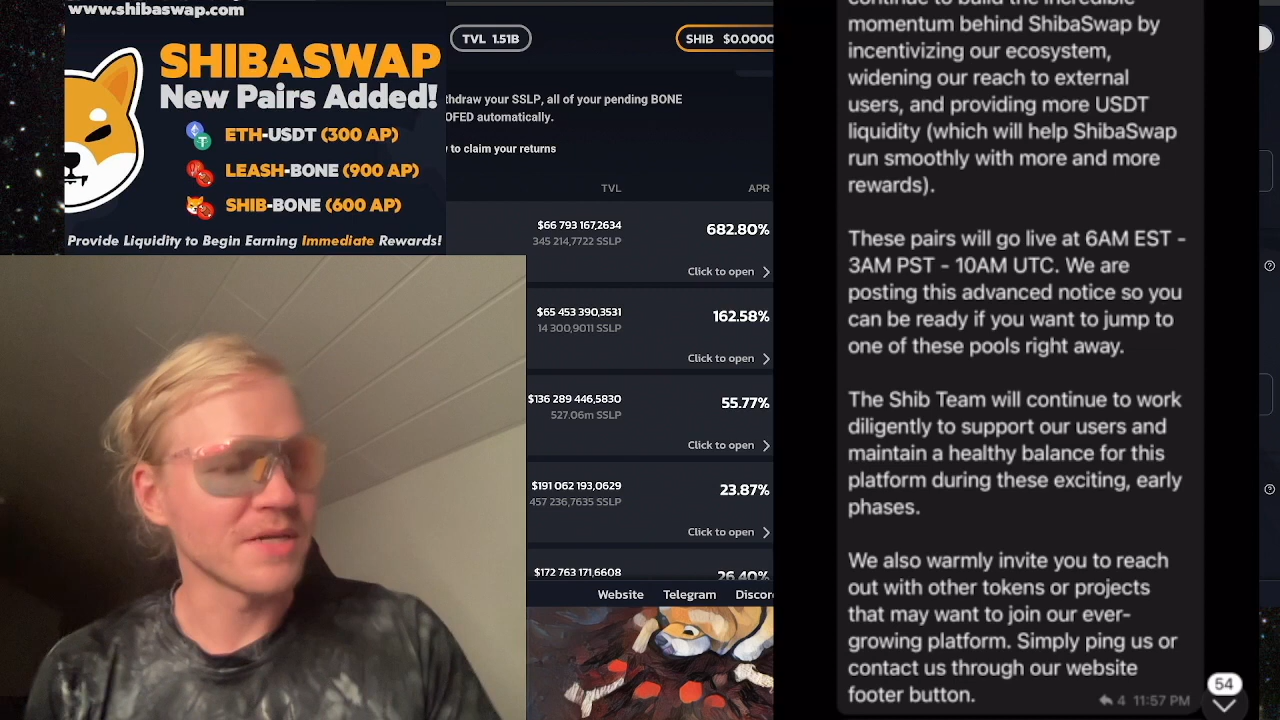 www.shibaswap.com
SHIBASWAP
New Pairs Added!
ETH-USDT (300 AP)
LEASH-BONE (900 AP)
SHIB-BONE (600 AP)
Provide Liquidity to Begin Earning Immediate Rewards!
TVL 1.51B
SHIB $0.0000
thdraw your SSLP, all of your pending BONE
OFED automatically.
to claim your returns
TVL APR
$66 793 167,2634
682.80%
345 214,7722 SSLP
Click to open
$65 453 390,3531
162.58%
14 300,9011 SSLP
Click to open
$136 289 446,5830
55.77%
527.06m SSLP
Click to open
$191 062 193,0629
23.87%
457 236,7635 SSLP
Click to open
$172 763 171,6608
26.40%
Website Telegram Discor
continue to build the incredible
momentum behind ShibaSwap by
incentivizing our ecosystem,
widening our reach to external
users, and providing more USDT
liquidity (which will help ShibaSwap
run smoothly with more and more
rewards).
These pairs will go live at 6AM EST -
3AM PST - 10AM UTC. We are
posting this advanced notice so you
can be ready if you want to jump to
one of these pools right away.
The Shib Team will continue to work
diligently to support our users and
maintain a healthy balance for this
platform during these exciting, early
phases.
We also warmly invite you to reach
out with other tokens or projects
that may want to join our ever-
growing platform. Simply ping us or
contact us through our website
footer button.
4 11:57 PM
54